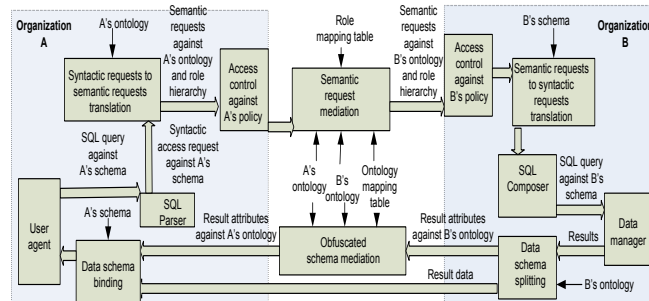 Organization
A
A's ontology
Syntactic requests to
semantic requests
translation
Semantic
requests
against
A's ontology
and role
hierarchy
Access
control
against
A's policy
Role
mapping table
Semantic
request
mediation
Semantic
requests
against
B's ontology
and role
hierarchy
Access
control
against
B's policy
B's schema
Organization
B
Semantic requests
to syntactic
requests
translation
SQL query
against
A's schema
Syntactic
access request
against A's
schema
A's
ontology
B's
ontology
Ontology
mapping
table
SQL
Composer
SQL query
against B's
schema
User
agent
SQL
Parser
A's schema
Data schema
binding
Result attributes
against A's ontology
Obfuscated
schema mediation
Result attributes
against B's ontology
Data
schema
splitting
Results
Data
manager
Result data
B's ontology